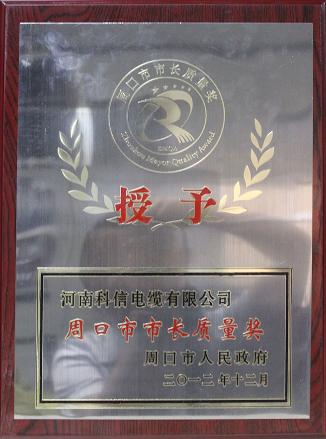 周口市市长质量奖
ZMQA
Zhoukou Mayor Quality Award
授予
河南科信电缆有限公司
周口市市长质量奖
周口市人民政府
二〇一二年十二月